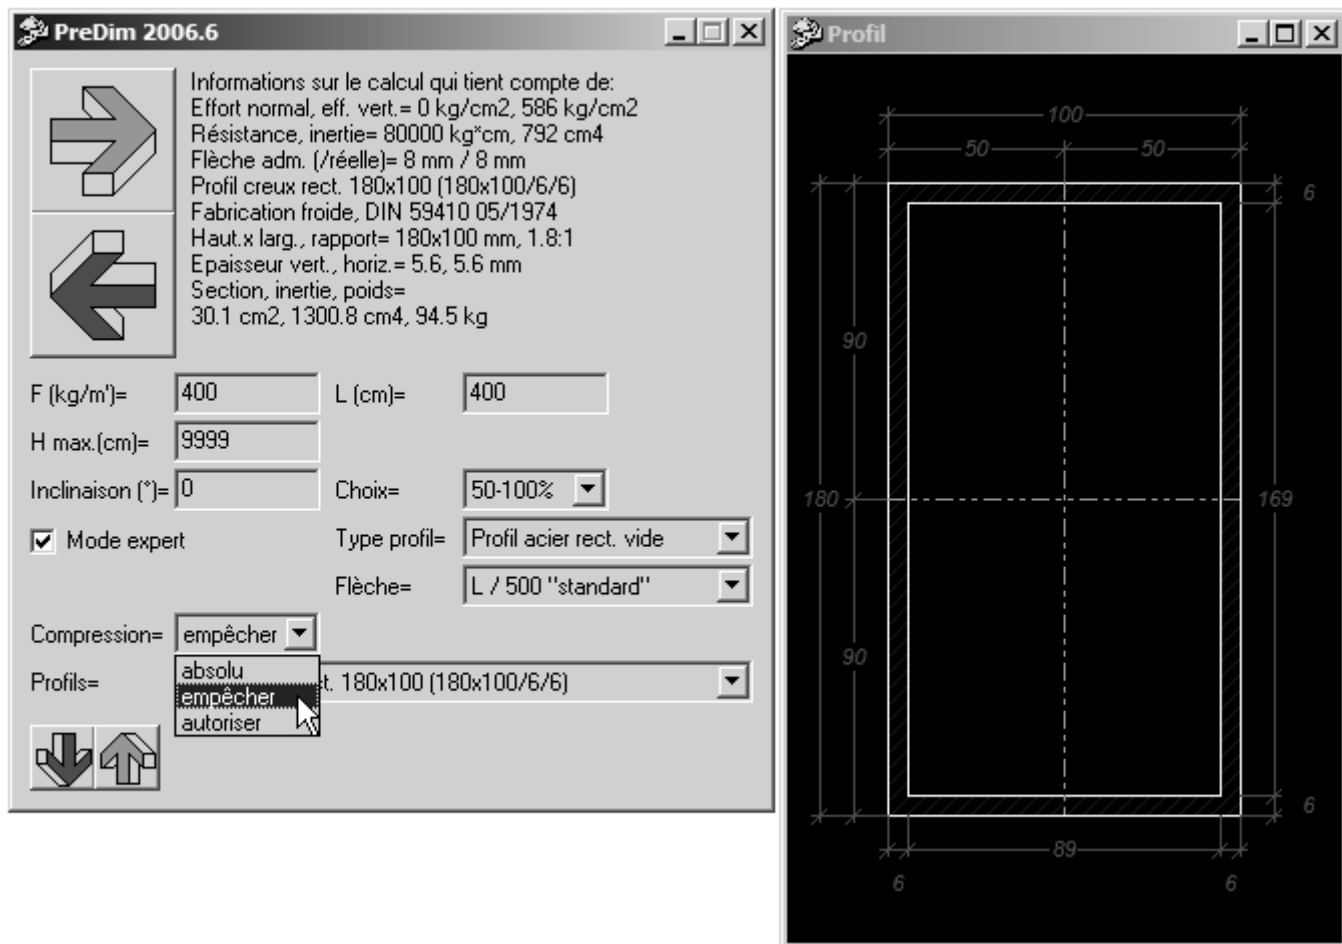 PreDim 2006.6
Informations sur le calcul qui tient compte de:
Effort normal, eff. vert.= 0 kg/cm2, 586 kg/cm2
Résistance, inertie= 80000 kg*cm, 792 cm4
Flèche adm. (/réelle)= 8 mm / 8 mm
Profil creux rect. 180x100 (180x100/6/6)
Fabrication froide, DIN 59410 05/1974
Haut.x larg., rapport= 180x100 mm, 1.8:1
Epaisseur vert., horiz.= 5.6, 5.6 mm
Section, inertie, poids=
30.1 cm2, 1300.8 cm4, 94.5 kg
F (kg/m')= 400 L (cm)= 400
H max.(cm)= 9999
Inclinaison (°)= 0 Choix= 50-100%
Mode expert Type profil= Profil acier rect. vide
Flèche= L / 500 "standard"
Compression= empêcher
absolu
Profils= ct. 180x100 (180x100/6/6)
empêcher
autoriser
Profil
100
50 50
6
90
180 169
90
6
89
6 6